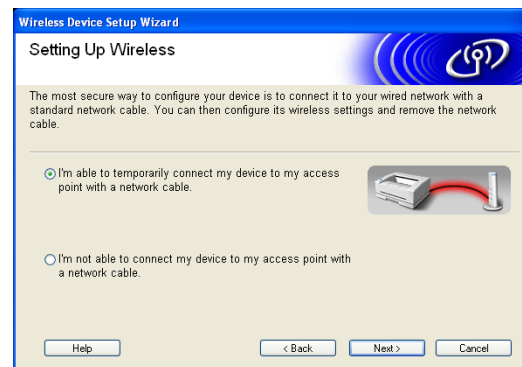 Wireless Device Setup Wizard
Setting Up Wireless
The most secure way to configure your device is to connect it to your wired network with a
standard network cable. You can then configure its wireless settings and remove the network
cable.
I'm able to temporarily connect my device to my access
point with a network cable.
I'm not able to connect my device to my access point with
a network cable.
Help
< Back
Next >
Cancel